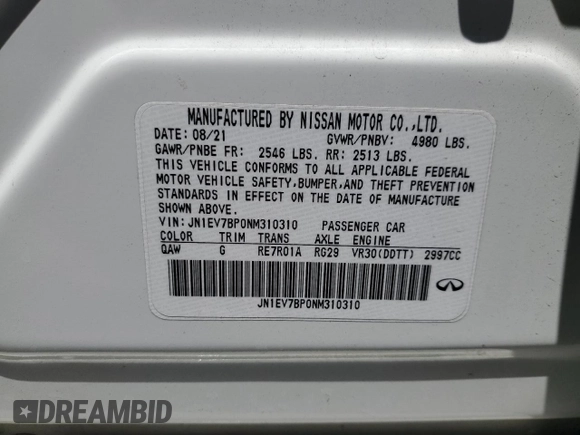 MANUFACTURED BY NISSAN MOTOR CO.,LTD.
DATE: 08/21 GVWR/PNBV: 4980 LBS.
GAWR/PNBE FR: 2546 LBS. RR: 2513 LBS.
THIS VEHICLE CONFORMS TO ALL APPLICABLE FEDERAL
MOTOR VEHICLE SAFETY,BUMPER,AND THEFT PREVENTION
STANDARDS IN EFFECT ON THE DATE OF MANUFACTURE
SHOWN ABOVE.
VIN:JN1EV7BP0NM310310 PASSENGER CAR
COLOR TRIM TRANS AXLE ENGINE
QAW G RE7R01A RG29 VR30(DDTT) 2997CC
JN1EV7BP0NM310310
DREAMBID